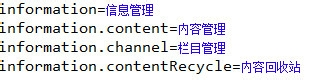 information=信息管理
information.content=内容管理
information.channel=栏目管理
information.contentRecycle=内容回收站